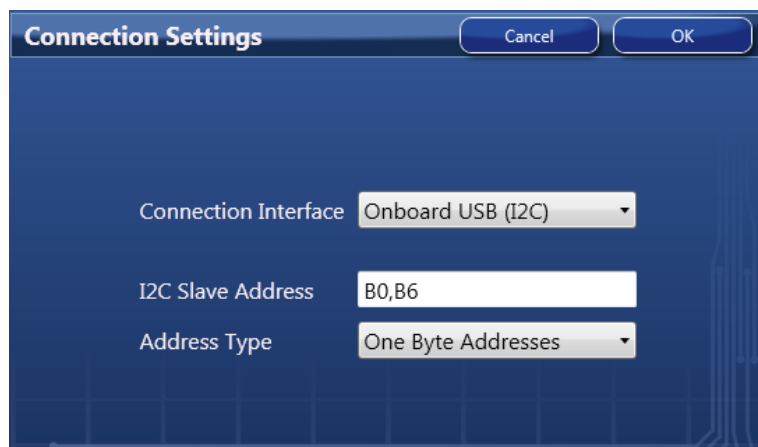 Connection Settings Cancel OK
Connection Interface Onboard USB (I2C)
I2C Slave Address B0,B6
Address Type One Byte Addresses